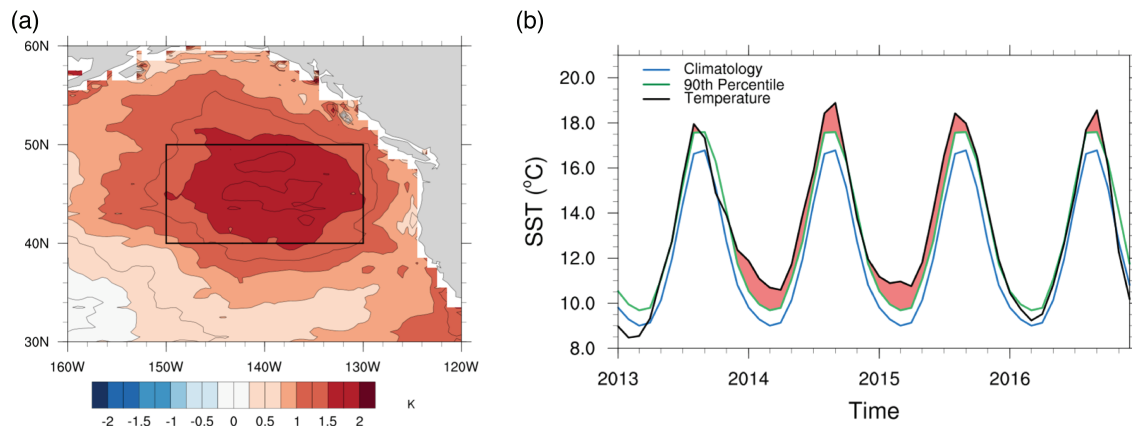 (a)
60N
50N
40N
30N
160W 150W 140W 130W 120W
-2 -1.5 -1 -0.5 0 0.5 1 1.5 2
K
(b)
Climatology
90th Percentile
Temperature
20.0
18.0
16.0
14.0
12.0
10.0
8.0
SST (°C)
2013 2014 2015 2016
Time